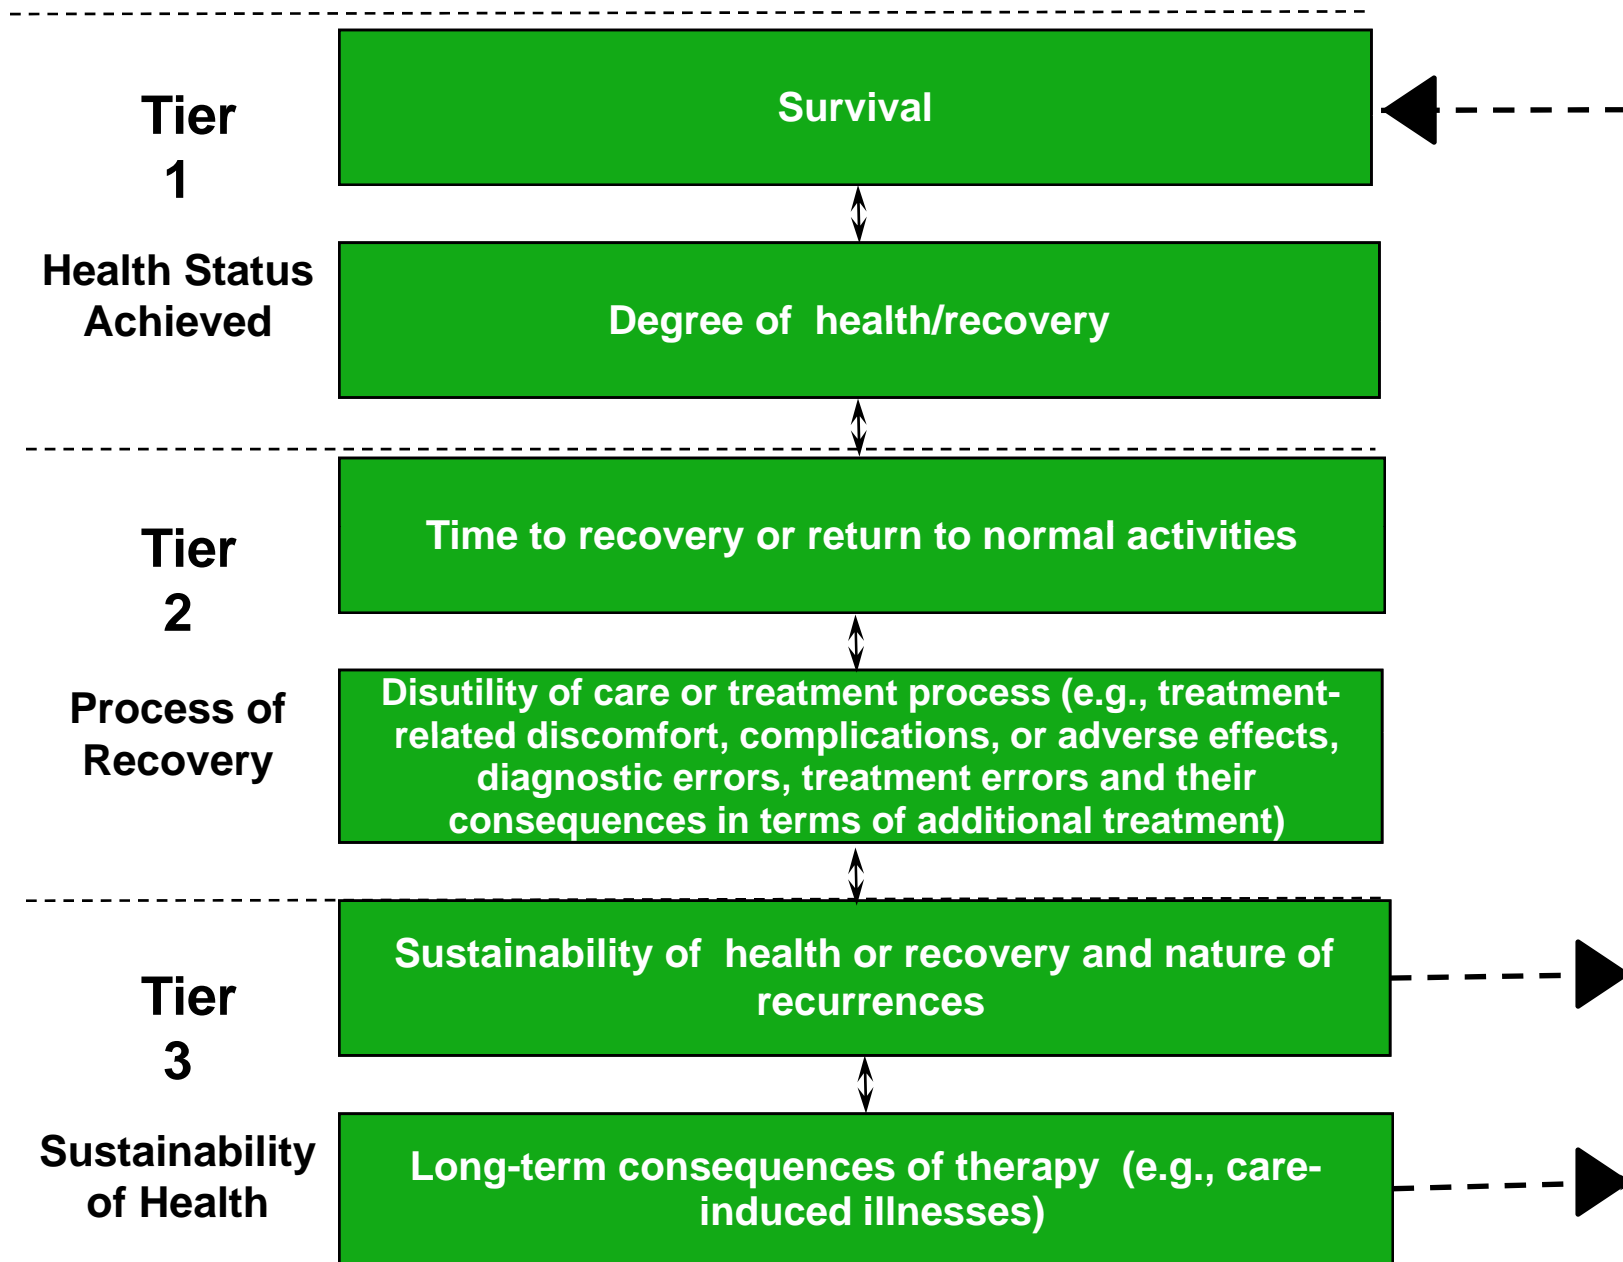 Tier
1
Health Status
Achieved
Survival
Degree of  health/recovery
Tier
2
Process of
Recovery
Time to recovery or return to normal activities
Disutility of care or treatment process (e.g., treatment-
related discomfort, complications, or adverse effects,
diagnostic errors, treatment errors and their
consequences in terms of additional treatment)
Tier
3
Sustainability
of Health
Sustainability of  health or recovery and nature of
recurrences
Long-term consequences of therapy  (e.g., care-
induced illnesses)